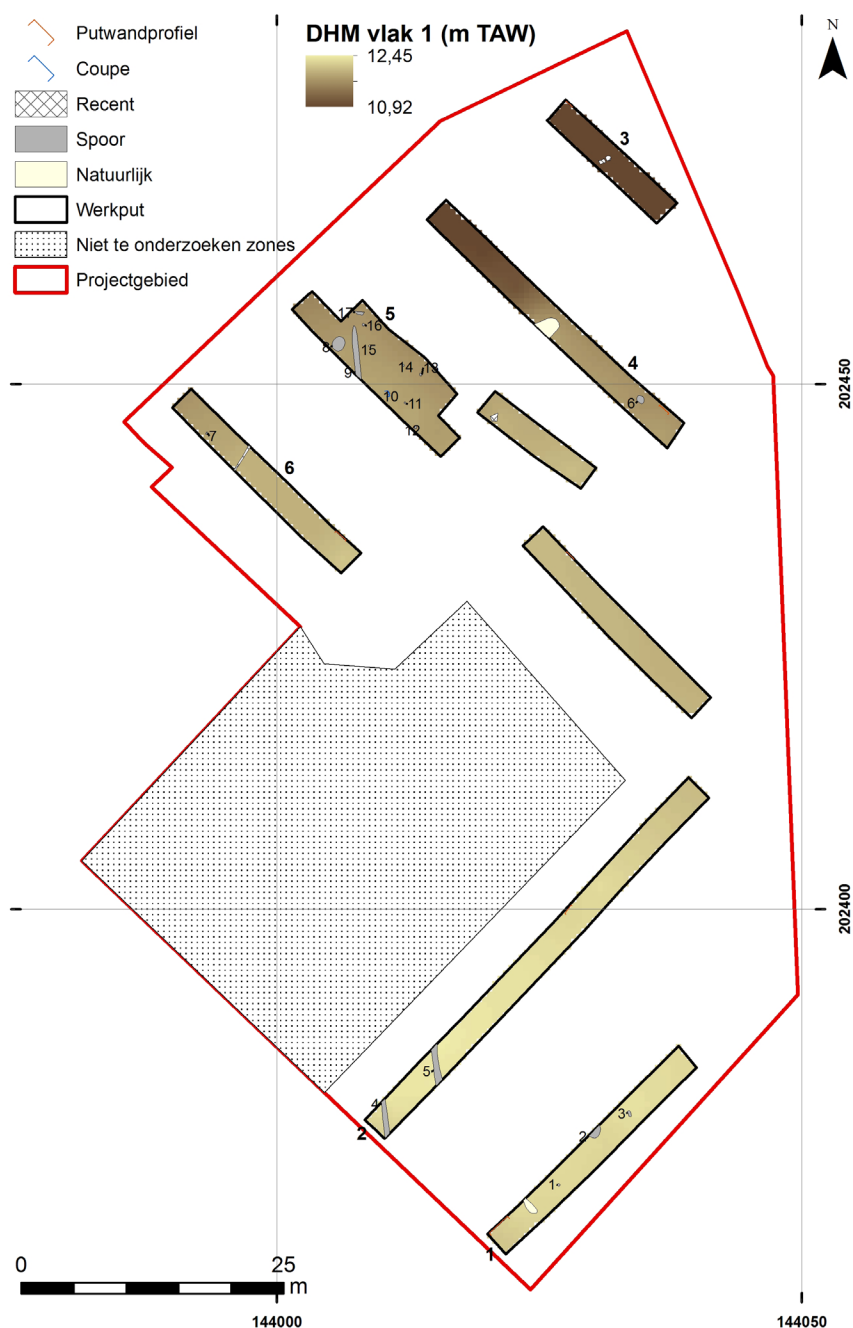 Putwandprofiel
Coupe
Recent
Spoor
Natuurlijk
Werkput
Niet te onderzoeken zones
Projectgebied
DHM vlak 1 (m TAW)
12,45
10,92
N
3
4
6
17
5
16
8
15
9
14
13
10
11
12
7
6
202450
202400
5
4
2
3
2
1
1
0
25
m
144000
144050